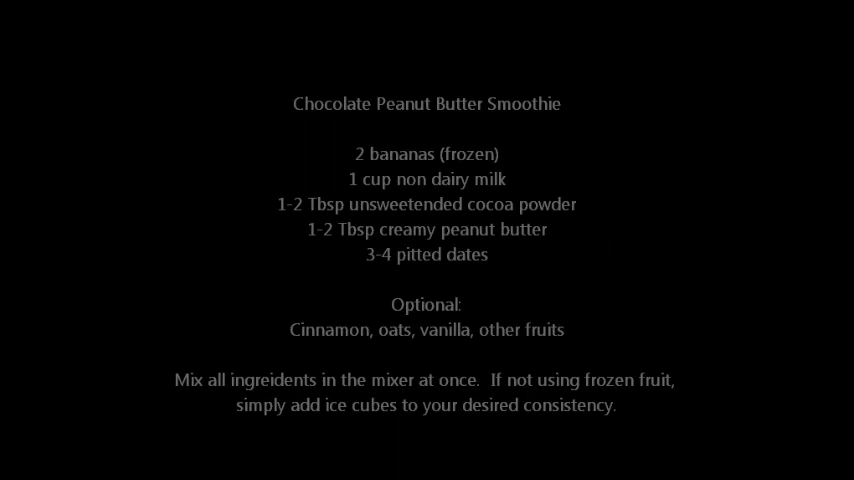 Chocolate Peanut Butter Smoothie
2 bananas (frozen)
1 cup non dairy milk
1-2 Tbsp unsweetended cocoa powder
1-2 Tbsp creamy peanut butter
3-4 pitted dates
Optional:
Cinnamon, oats, vanilla, other fruits
Mix all ingreidents in the mixer at once.  If not using frozen fruit,
simply add ice cubes to your desired consistency.